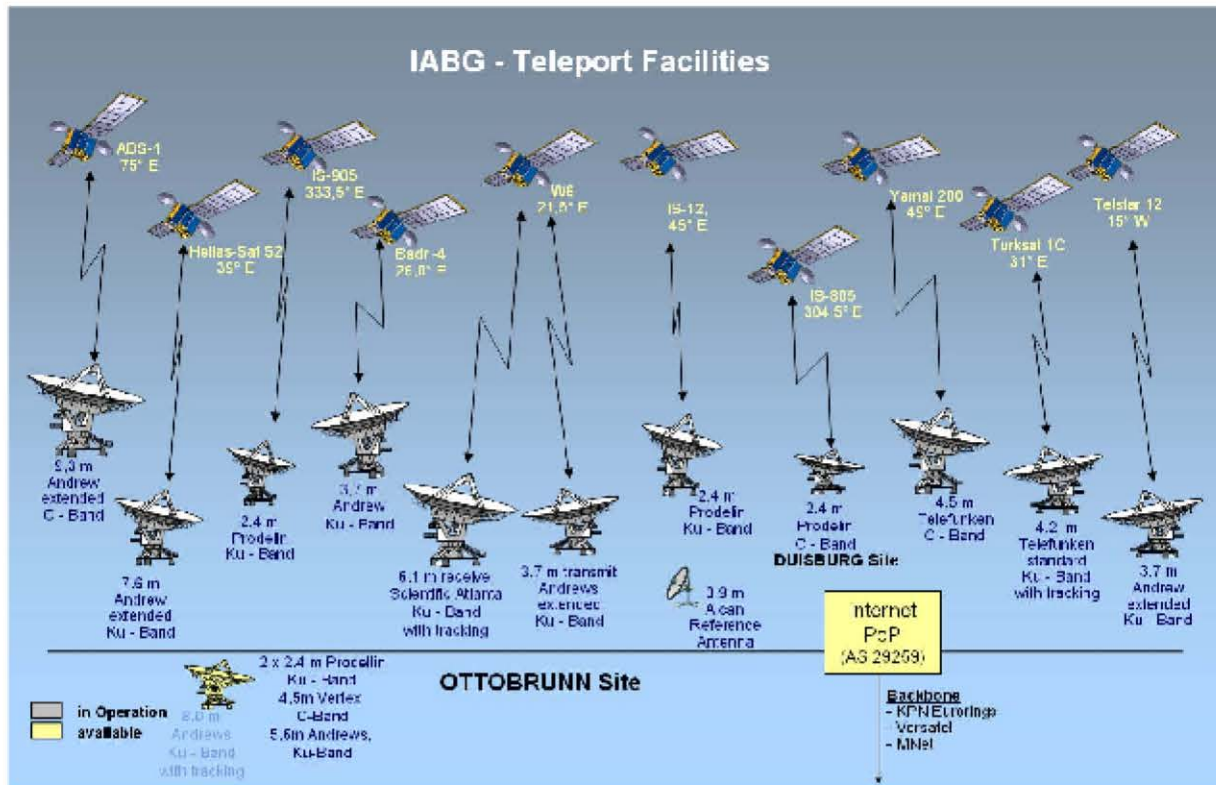 IABG - Teleport Facilities
ADS-1
75° E
Hellas-Sat 52
39° E
IS-905
333,5° E
Badr-4
26,0° E
W6
21,5° E
IS-12,
45° E
IS-805
304.5° E
Yamal 200
49° E
Turksat 1C
31° E
Telstar 12
15° W
9,3 m
Andrew
extended
C - Band
7.6 m
Andrew
extended
Ku - Band
2.4 m
Prodelin
Ku - Band
3,7 m
Andrew
Ku - Band
6.1 m receive
Scientific Atlanta
Ku - Band
with tracking
3.7 m transmit
Andrews
extended
Ku - Band
2.4 m
Prodelin
Ku - Band
0.9 m
Alcan
Reference
Antenna
2.4 m
Prodelin
C - Band
DUISBURG Site
4.5 m
Telefunken
C - Band
4.2 m
Telefunken
standard
Ku - Band
with tracking
3.7 m
Andrew
extended
Ku - Band
Internet
PoP
(AS 29259)
OTTOBRUNN Site
2 x 2.4 m Prodellin
Ku - Band
4,5m Vertex
C-Band
5,6m Andrews,
Ku-Band
8.0 m
Andrews
Ku - Band
with tracking
in Operation
available
Backbone
- KPN Eurorings
- Versatel
- MNet